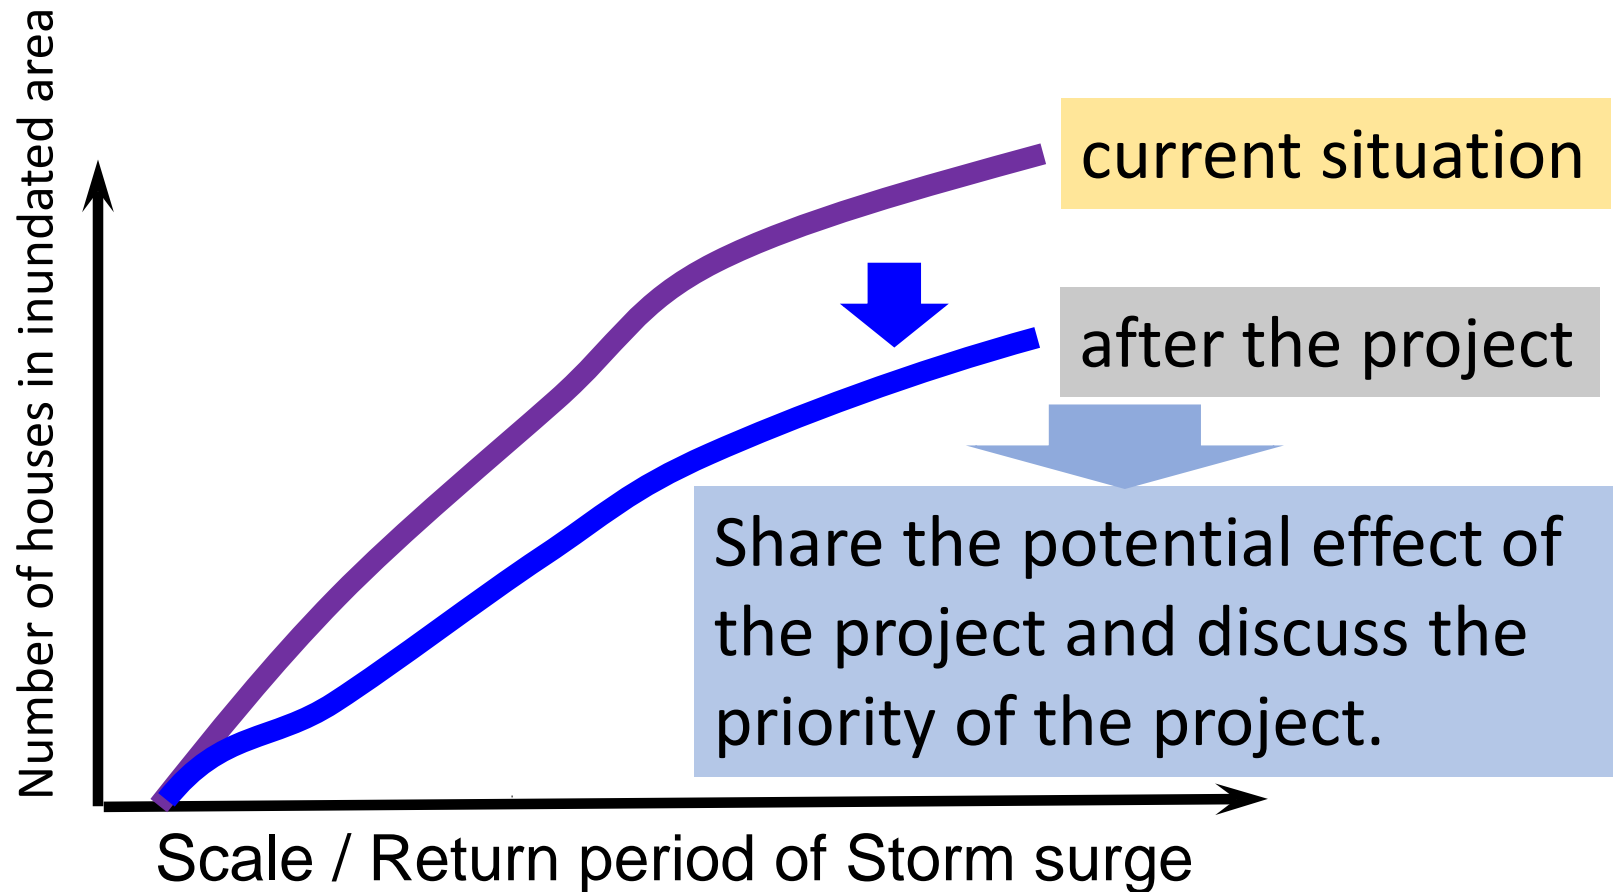 Number of houses in inundated area
current situation
after the project
Share the potential effect of
the project and discuss the
priority of the project.
Scale / Return period of Storm surge